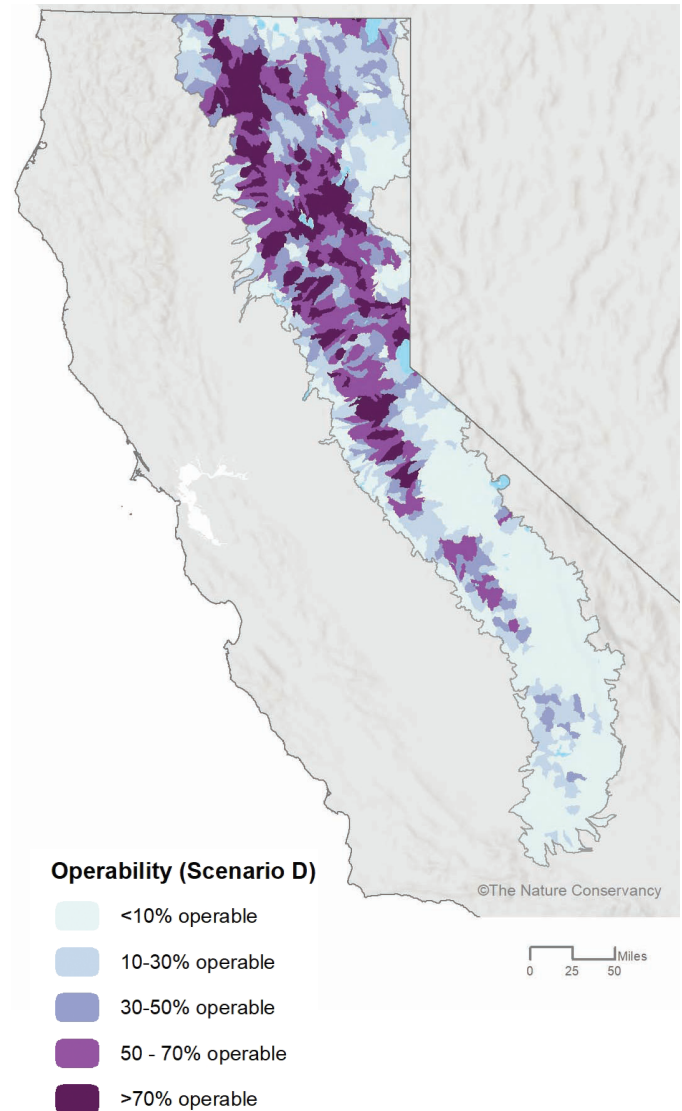 ©The Nature Conservancy
Operability (Scenario D)
<10% operable
10-30% operable
30-50% operable
50 - 70% operable
>70% operable
Miles
0 25 50